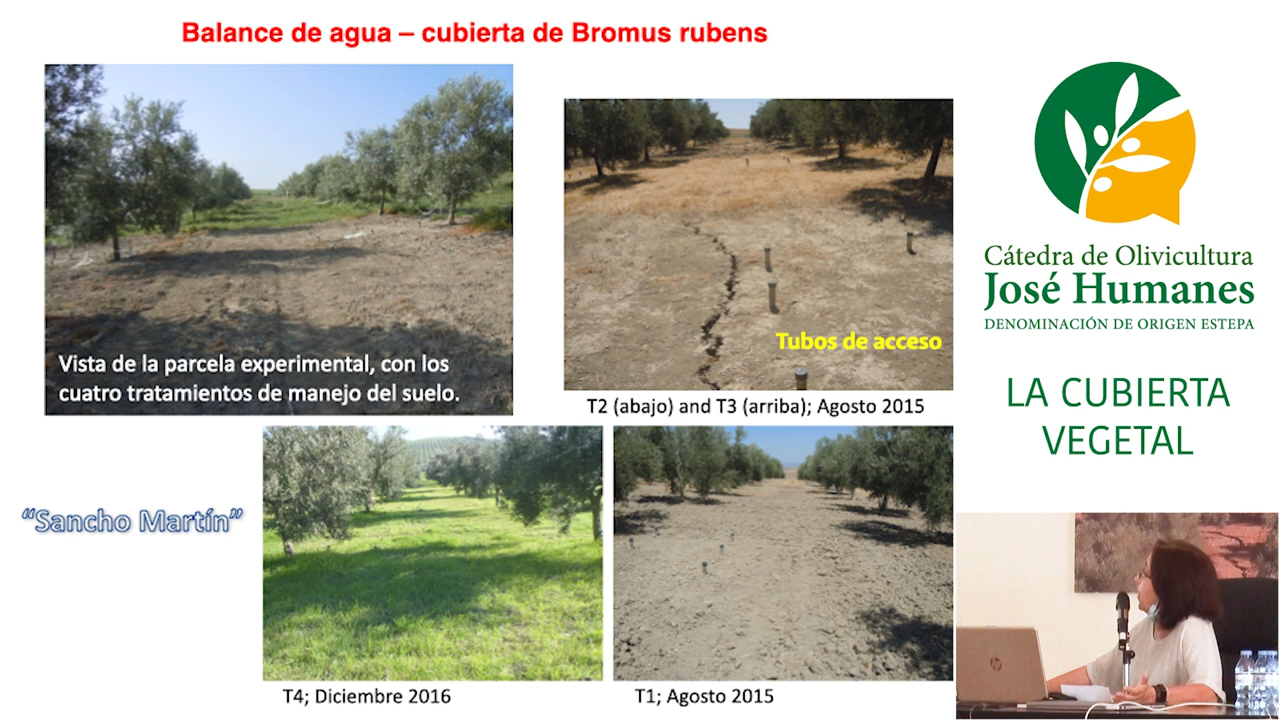 Balance de agua – cubierta de Bromus rubens
Vista de la parcela experimental, con los
cuatro tratamientos de manejo del suelo.
Tubos de acceso
T2 (abajo) and T3 (arriba); Agosto 2015
“Sancho Martín”
T4; Diciembre 2016
T1; Agosto 2015
Cátedra de Olivicultura
José Humanes
DENOMINACIÓN DE ORIGEN ESTEPA
LA CUBIERTA
VEGETAL
hp